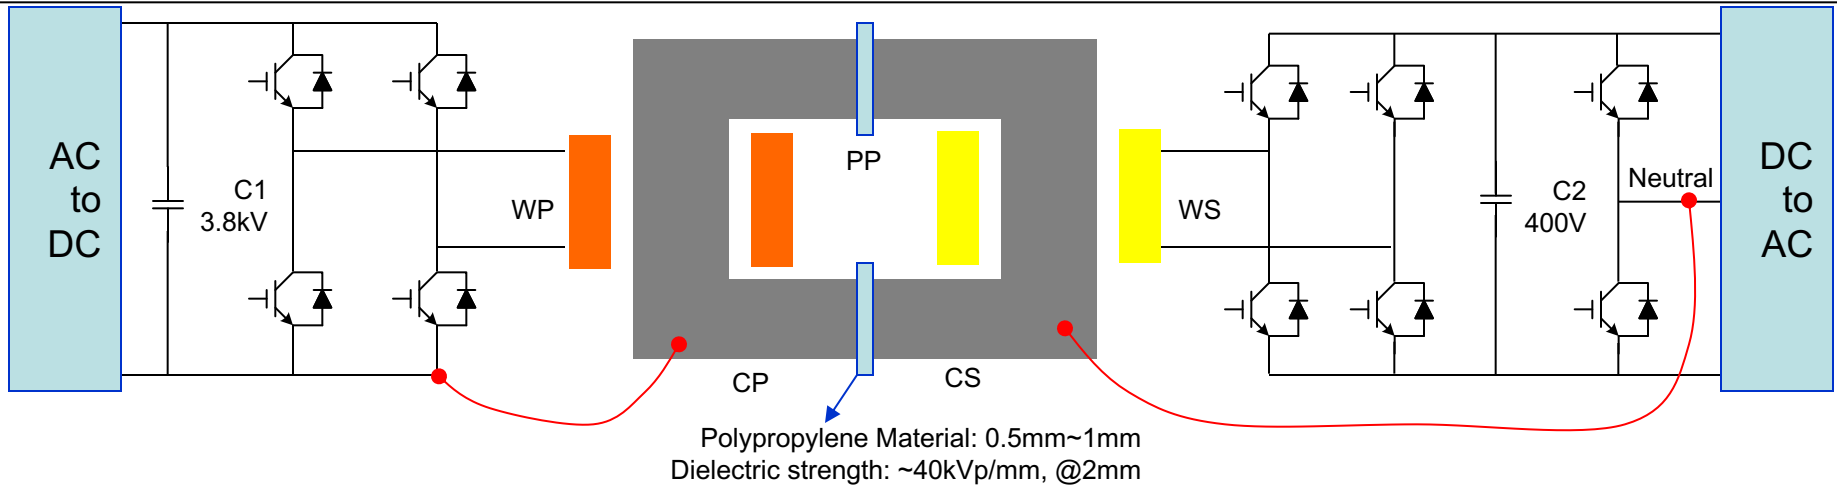 AC
to
DC
C1
3.8kV
WP
PP
WS
C2
400V
Neutral
DC
to
AC
CP
CS
Polypropylene Material: 0.5mm~1mm
Dielectric strength: ~40kVp/mm, @2mm